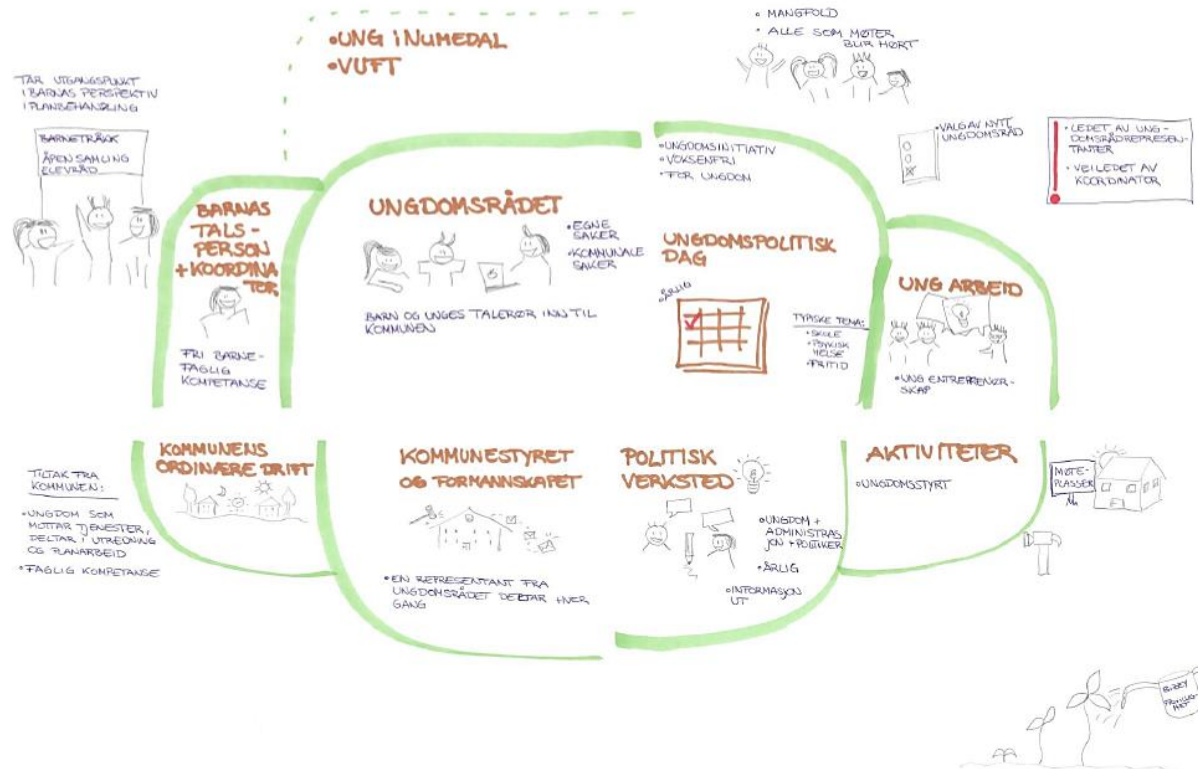 • UNG I NUMEDAL
• VUFT
• MANGFOLD
• ALLE SOM MØTER
BLIR HØRT
TAR UTGANGSPUNKT
I BARNAS PERSPEKTIV
I PLANBEHANDLING
BARNETRÅKK
ÅPEN SAMLING
ELEVRÅD
BARNAS
TALS-
PERSON
+ KOORDINA
TOR
FRI BARNE-
FAGLIG
KOMPETANSE
UNGDOMSRÅDET
• EGNE
SAKER
• KOMMUNALE
SAKER
BARN OG UNGES TALERØR INN TIL
KOMMUNEN
• UNGDOMSINITIATIV
• VOKSENFRI
• FOR UNGDOM
UNGDOMSPOLITISK
DAG
• ÅRLIG
TYPISKE TEMA:
• SKOLE
• PSYKISK
HELSE
• FRITID
• VALG AV NYTT
UNGDOMSRÅD
• LEDET AV UNG-
DOMSRÅDREPRESEN-
TANTER
• VEILEDET AV
KOORDINATOR
UNG ARBEID
• UNG ENTREPRENØR-
SKAP
KOMMUNENS
ORDINÆRE DRIFT
TILTAK FRA
KOMMUNEN:
• UNGDOM SOM
MOTTAR TJENESTER,
DELTAR I UTREDNING
OG PLANARBEID
• FAGLIG KOMPETANSE
KOMMUNESTYRET
OG FORMANNSKAPET
• EN REPRESENTANT FRA
UNGDOMSRÅDET DELTAR HVER
GANG
POLITISK
VERKSTED
• UNGDOM +
ADMINISTRAS
JON + POLITIKER
• ÅRLIG
• INFORMASJON
UT
AKTIVITETER
• UNGDOMSSTYRT
MØTE-
PLASSER